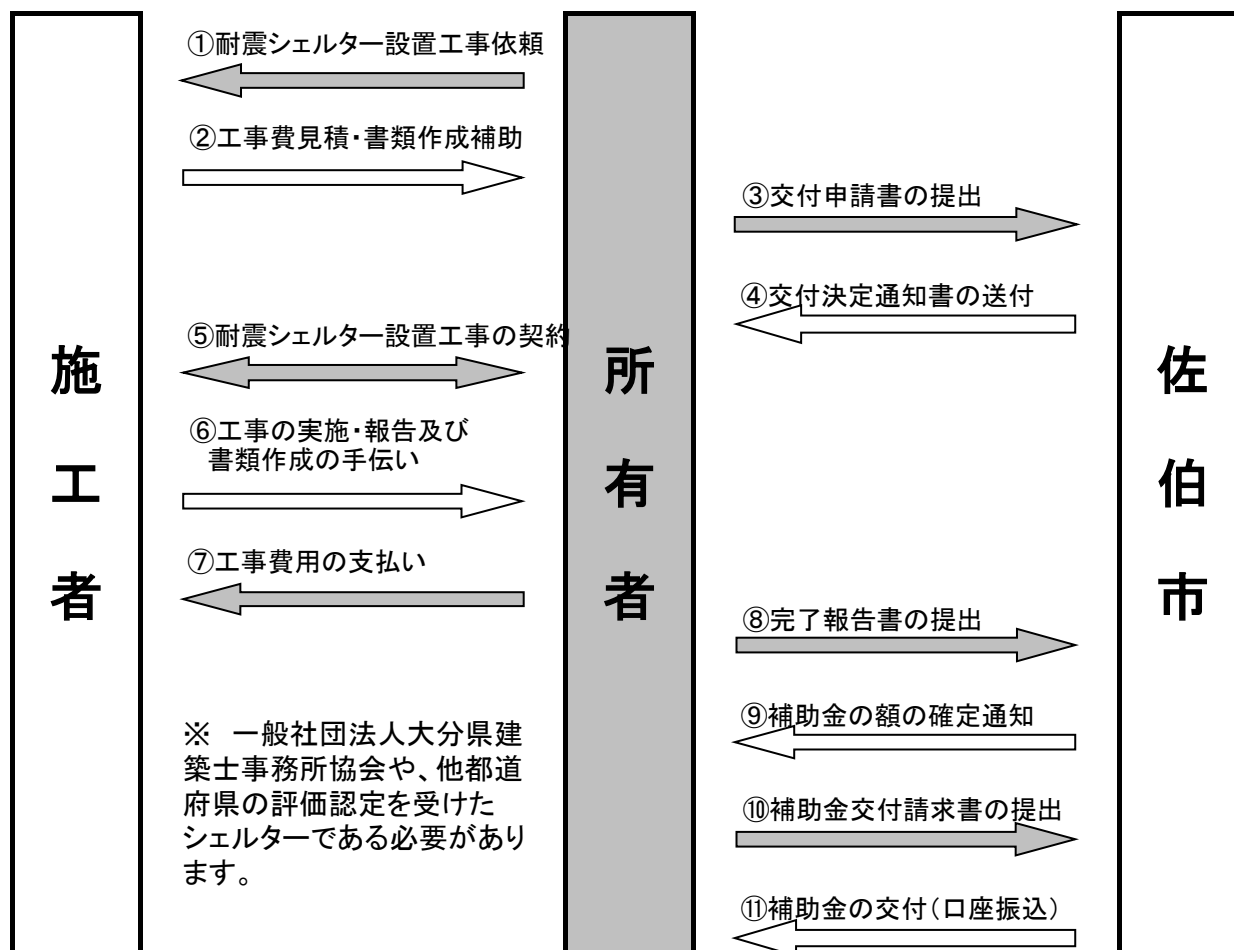 ①耐震シェルター設置工事依頼
②工事費見積・書類作成補助
③交付申請書の提出
④交付決定通知書の送付
⑤耐震シェルター設置工事の契約
⑥工事の実施・報告及び
書類作成の手伝い
⑦工事費用の支払い
⑧完了報告書の提出
⑨補助金の額の確定通知
⑩補助金交付請求書の提出
⑪補助金の交付(口座振込)
※ 一般社団法人大分県建
築士事務所協会や、他都道
府県の評価認定を受けた
シェルターである必要があり
ます。
施工者
所有者
佐伯市